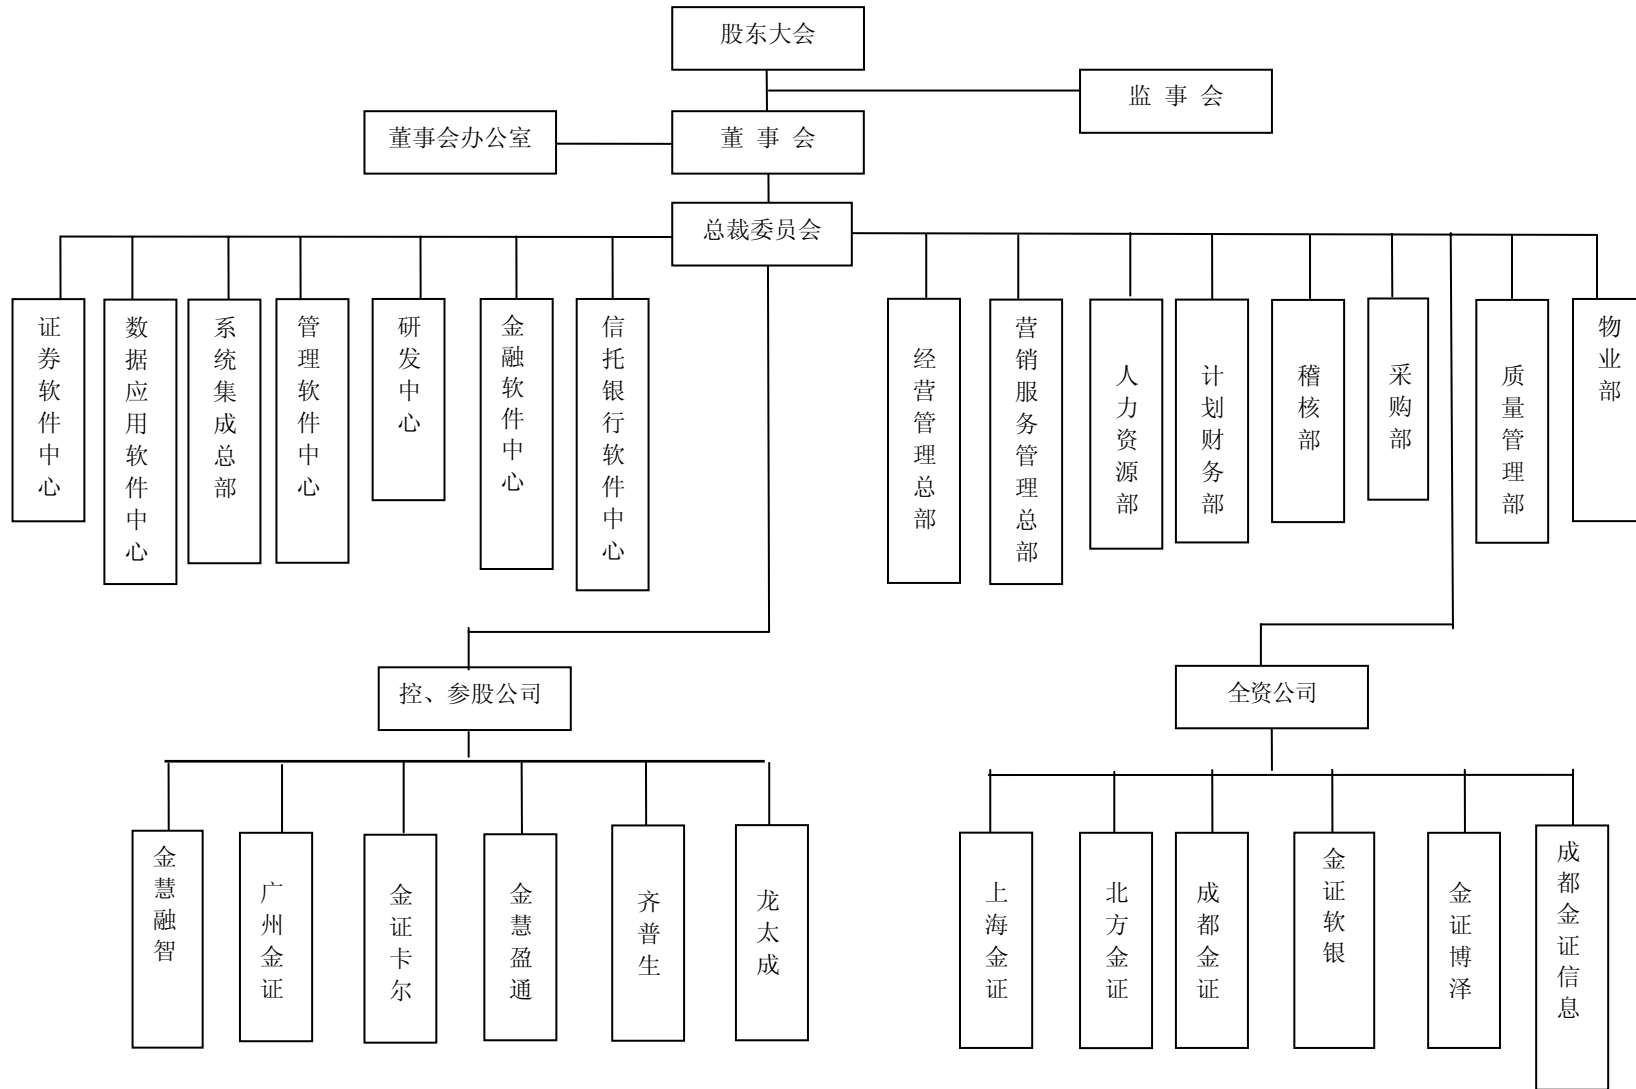 股东大会
监 事 会
董事会办公室
董 事 会
总裁委员会
证券软件中心
数据应用软件中心
系统集成总部
管理软件中心
研发中心
金融软件中心
信托银行软件中心
经营管理总部
营销服务管理总部
人力资源部
计划财务部
稽核部
采购部
质量管理部
物业部
控、参股公司
全资公司
金慧融智
广州金证
金证卡尔
金慧盈通
齐普生
龙太成
上海金证
北方金证
成都金证
金证软银
金证博泽
成都金证信息